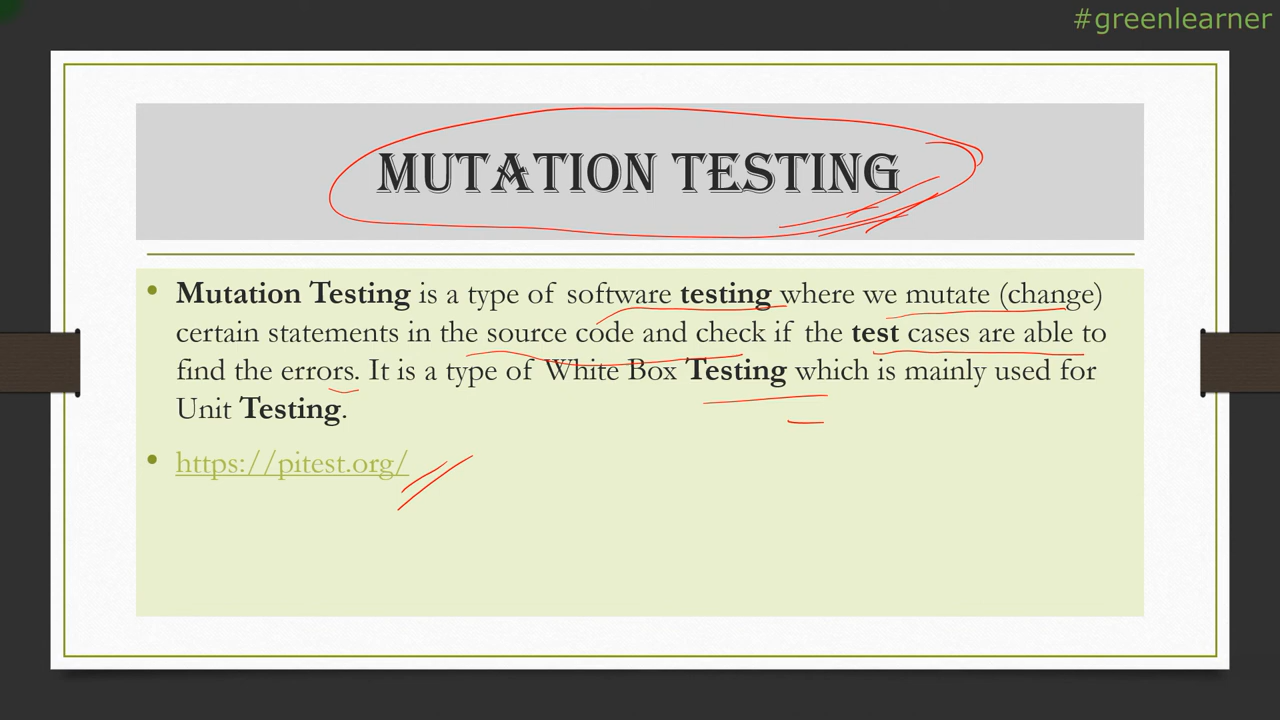 #greenlearner
MUTATION TESTING
• Mutation Testing is a type of software testing where we mutate (change)
certain statements in the source code and check if the test cases are able to
find the errors. It is a type of White Box Testing which is mainly used for
Unit Testing.
• https://pitest.org/